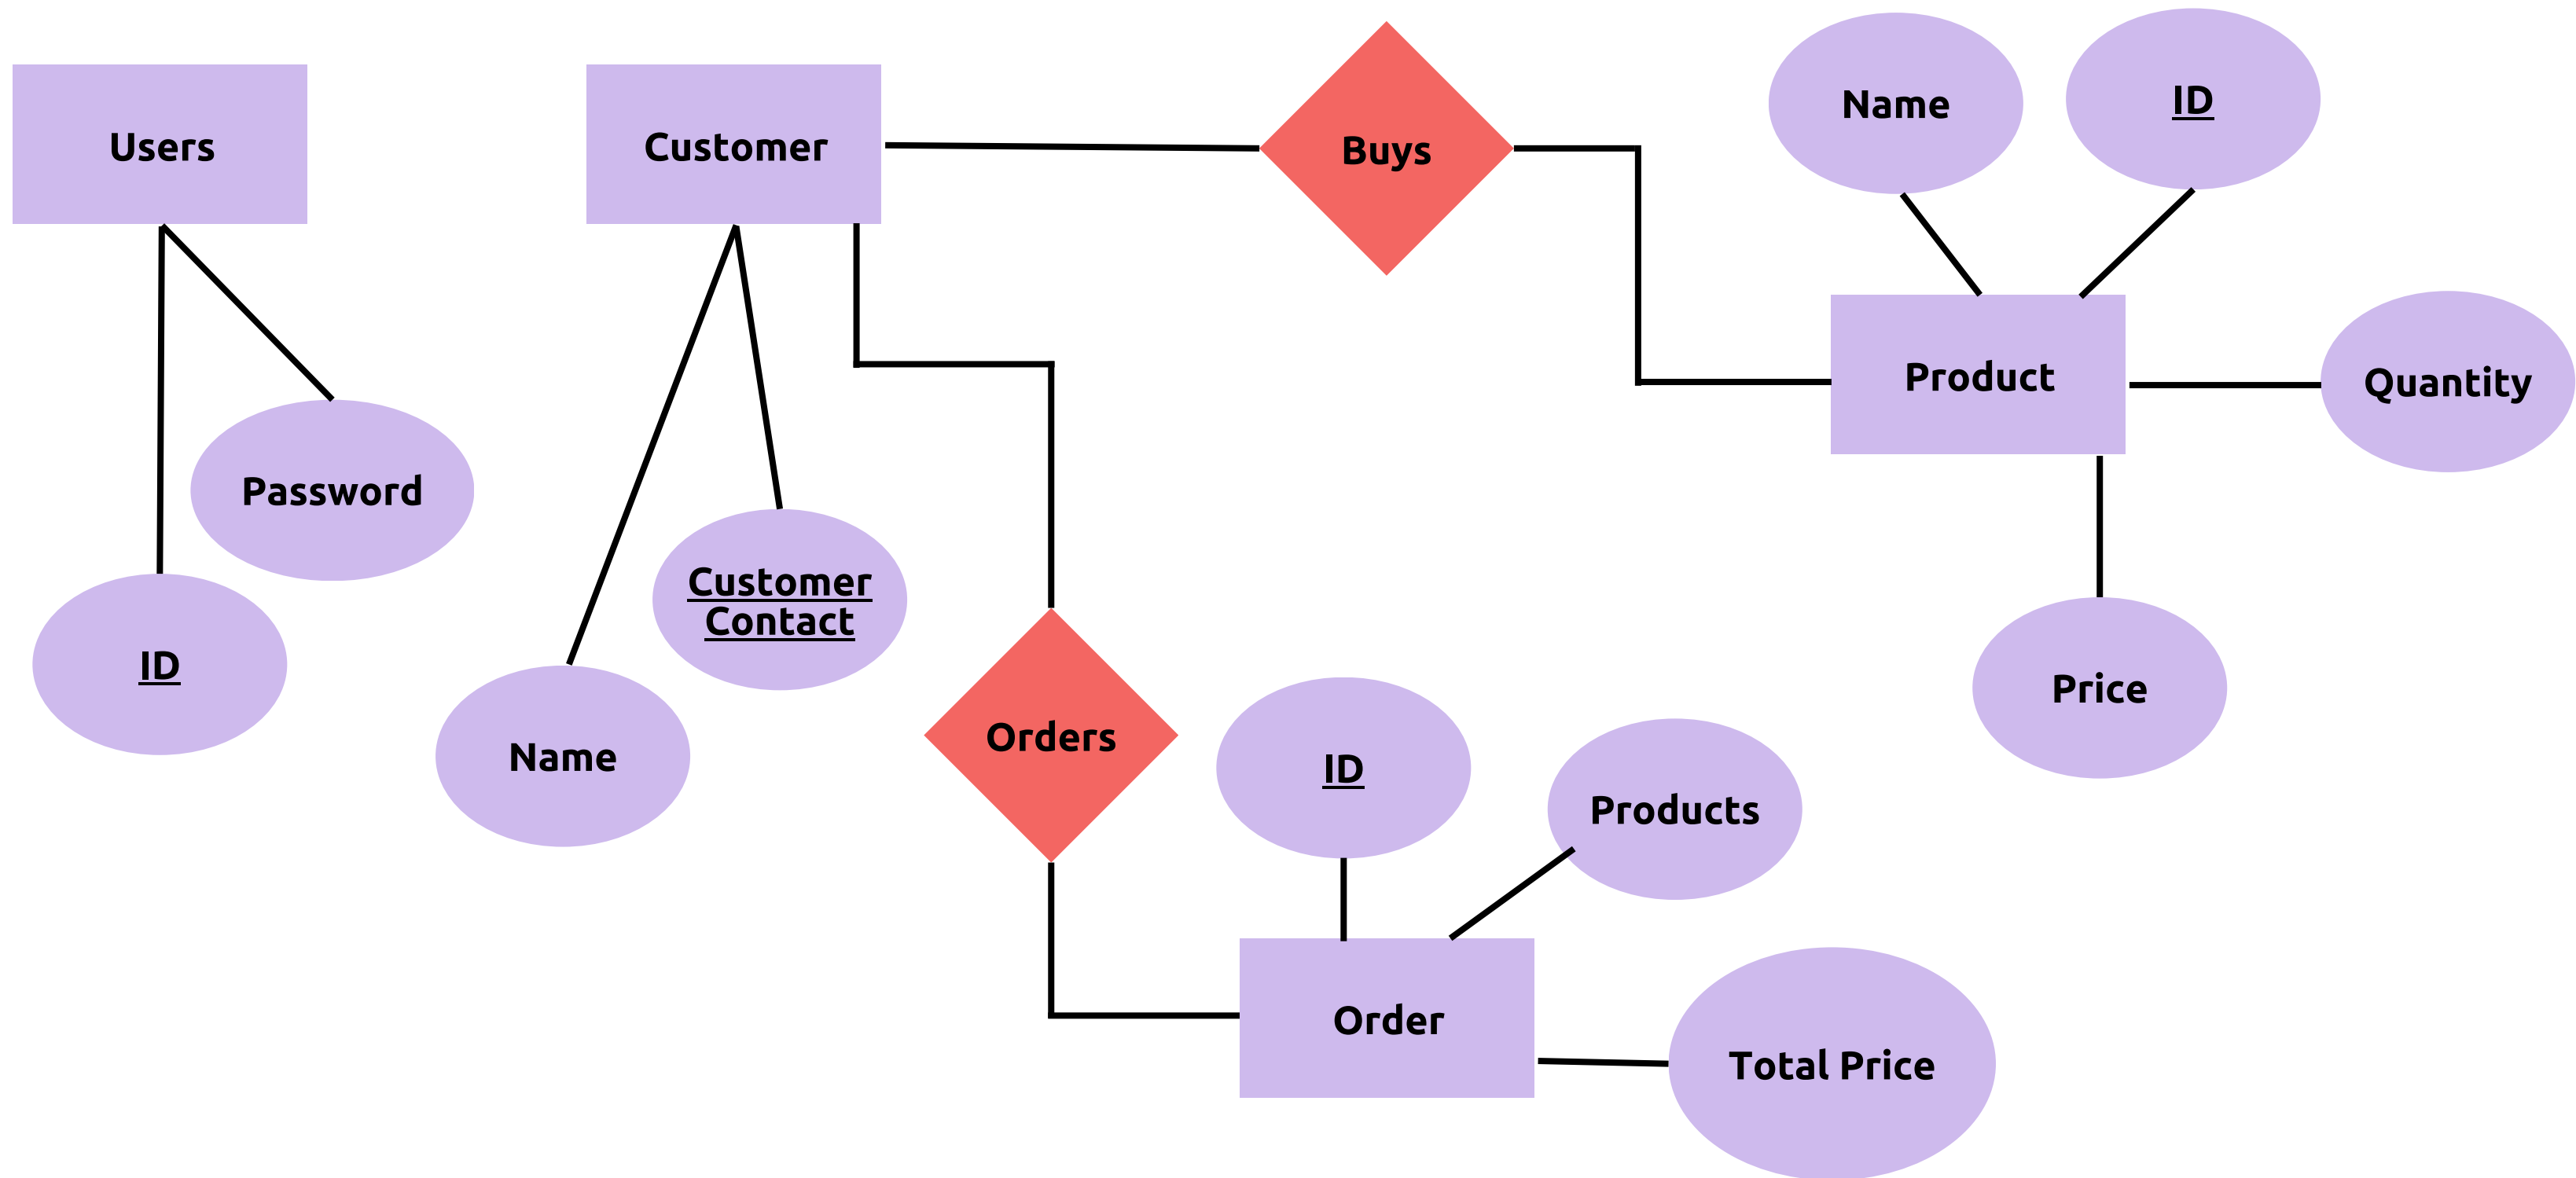 Users
Customer
Buys
Name
ID
Product
Quantity
Password
Customer
Contact
ID
Name
Orders
ID
Products
Price
Order
Total Price